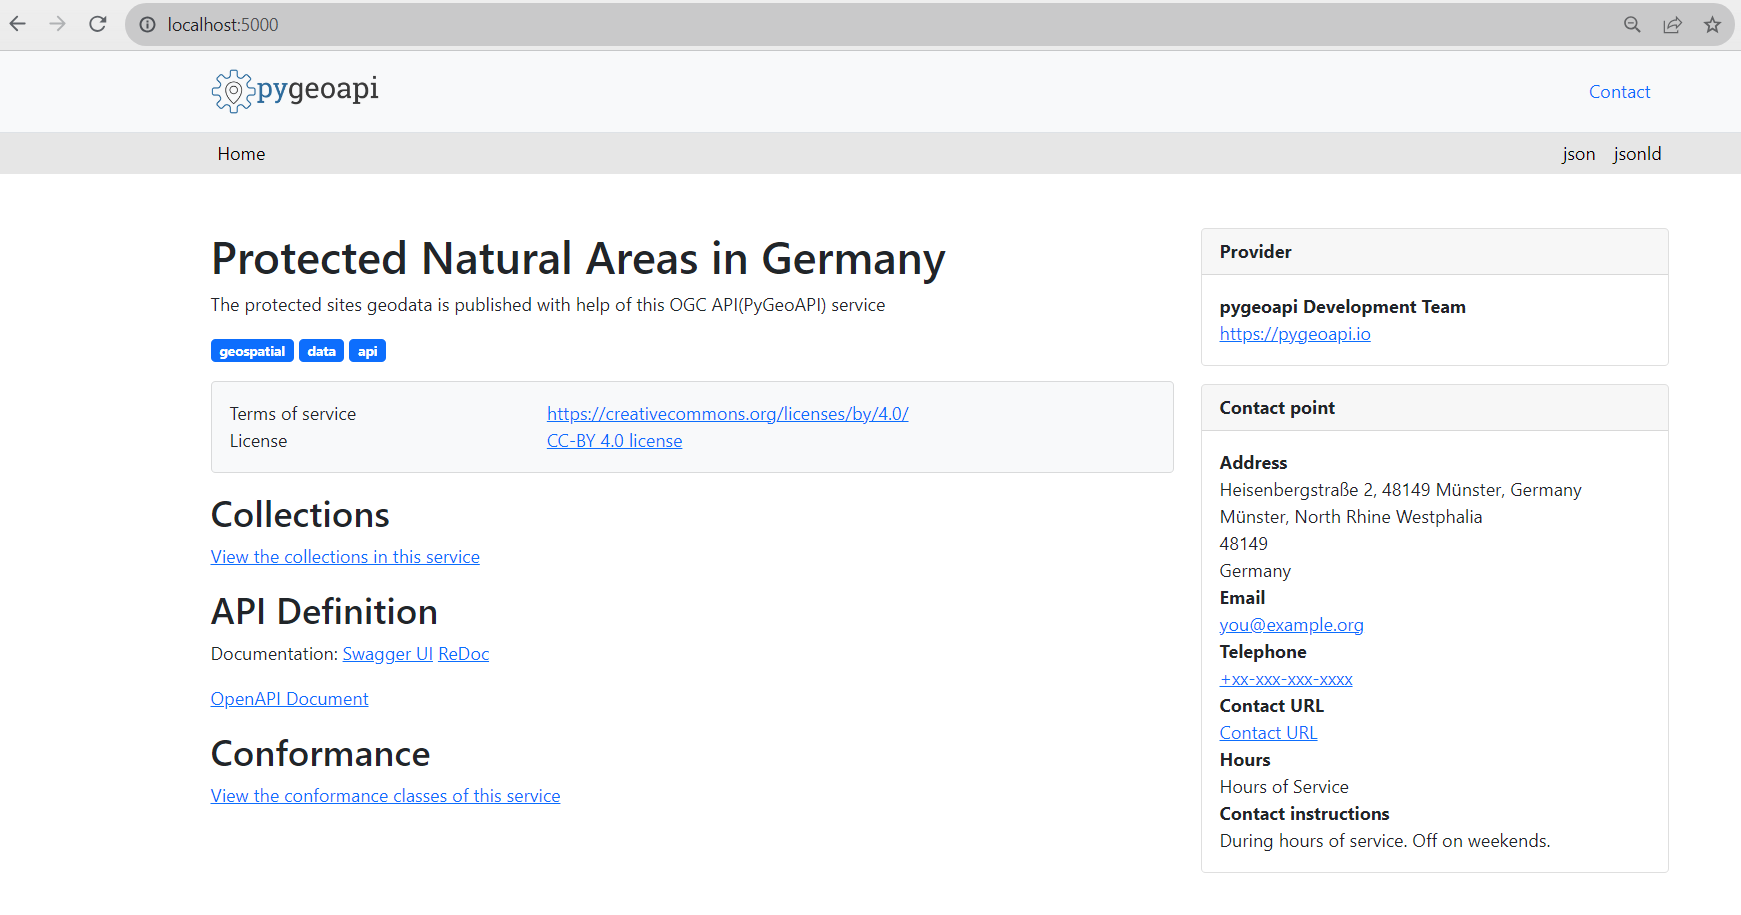 localhost:5000
pygeoapi
Contact
Home
json jsonld
Protected Natural Areas in Germany
The protected sites geodata is published with help of this OGC API(PyGeoAPI) service
geospatial data api
Terms of service https://creativecommons.org/licenses/by/4.0/
License CC-BY 4.0 license
Collections
View the collections in this service
API Definition
Documentation: Swagger UI ReDoc
OpenAPI Document
Conformance
View the conformance classes of this service
Provider
pygeoapi Development Team
https://pygeoapi.io
Contact point
Address
Heisenbergstraße 2, 48149 Münster, Germany
Münster, North Rhine Westphalia
48149
Germany
Email
you@example.org
Telephone
+xx-xxx-xxx-xxxx
Contact URL
Contact URL
Hours
Hours of Service
Contact instructions
During hours of service. Off on weekends.